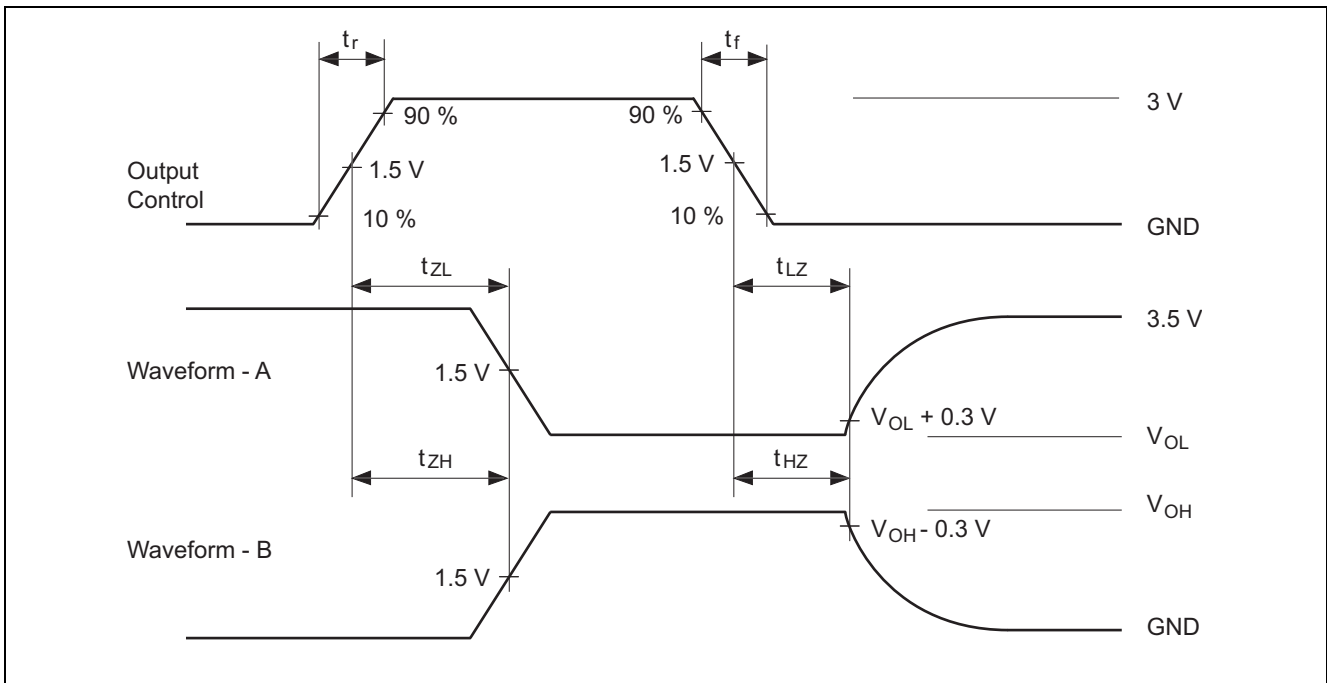 tr
tf
90 %
90 %
3 V
Output
Control
1.5 V
1.5 V
10 %
10 %
GND
tZL
tLZ
3.5 V
Waveform - A
1.5 V
VOL + 0.3 V
VOL
tZH
tHZ
VOH
VOH - 0.3 V
Waveform - B
1.5 V
GND